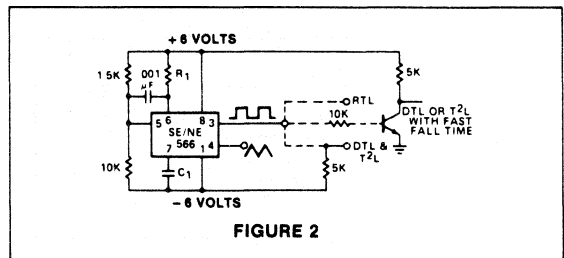 + 6 VOLTS
1 5K
.001
μF
R1
5K
5
6
8
3
SE/NE
566
7
1
4
RTL
10K
DTL OR T²L
WITH FAST
FALL TIME
DTL &
T²L
10K
C1
5K
- 6 VOLTS
FIGURE 2